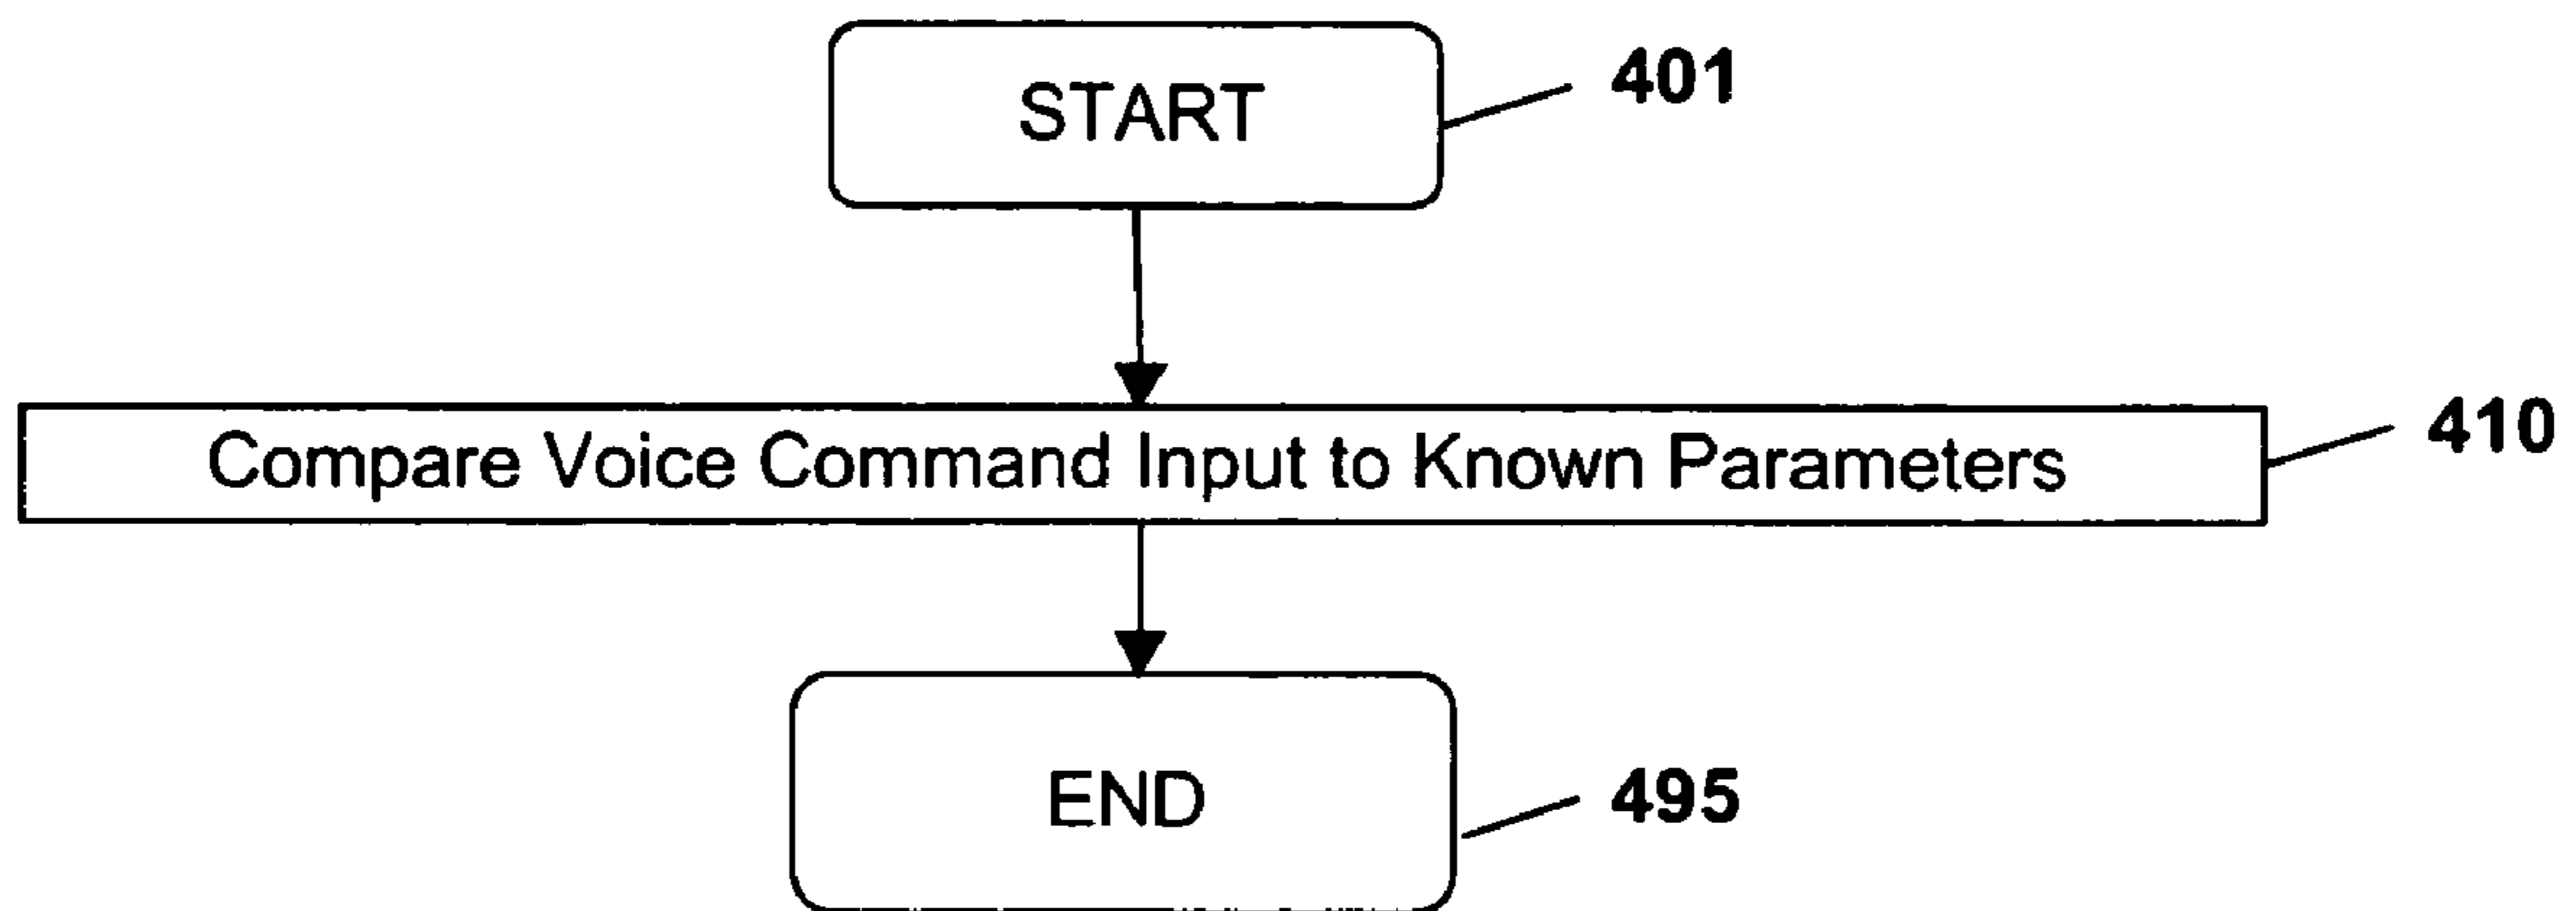 START
401
Compare Voice Command Input to Known Parameters
410
END
495